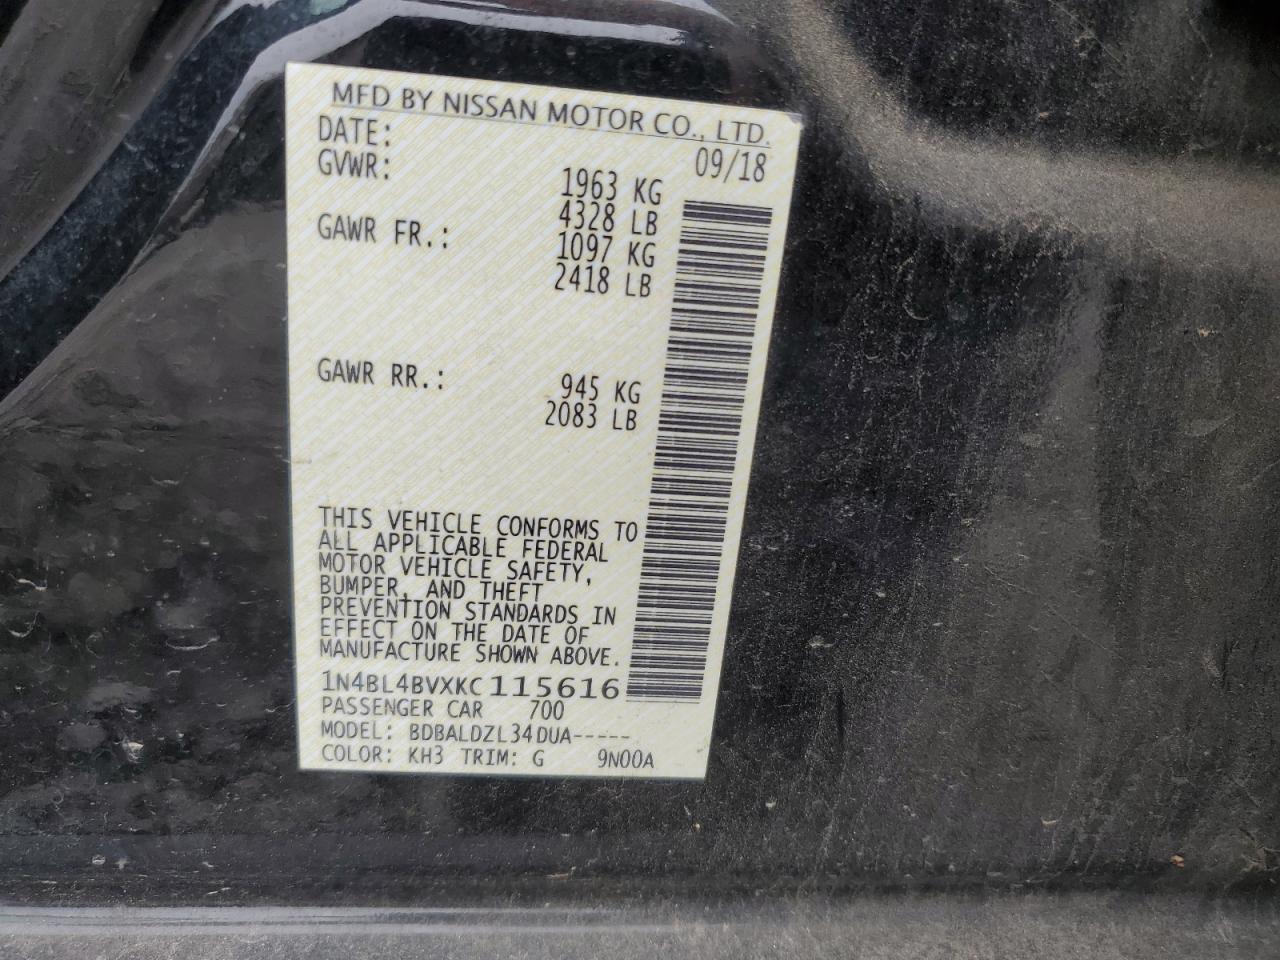 MFD BY NISSAN MOTOR CO., LTD.
DATE: 09/18
GVWR: 1963 KG
4328 LB
GAWR FR.: 1097 KG
2418 LB
GAWR RR.: 945 KG
2083 LB
THIS VEHICLE CONFORMS TO
ALL APPLICABLE FEDERAL
MOTOR VEHICLE SAFETY,
BUMPER, AND THEFT
PREVENTION STANDARDS IN
EFFECT ON THE DATE OF
MANUFACTURE SHOWN ABOVE.
1N4BL4BVXKC115616
PASSENGER CAR 700
MODEL: BDBALDZL34DUA-----
COLOR: KH3 TRIM: G 9N00A